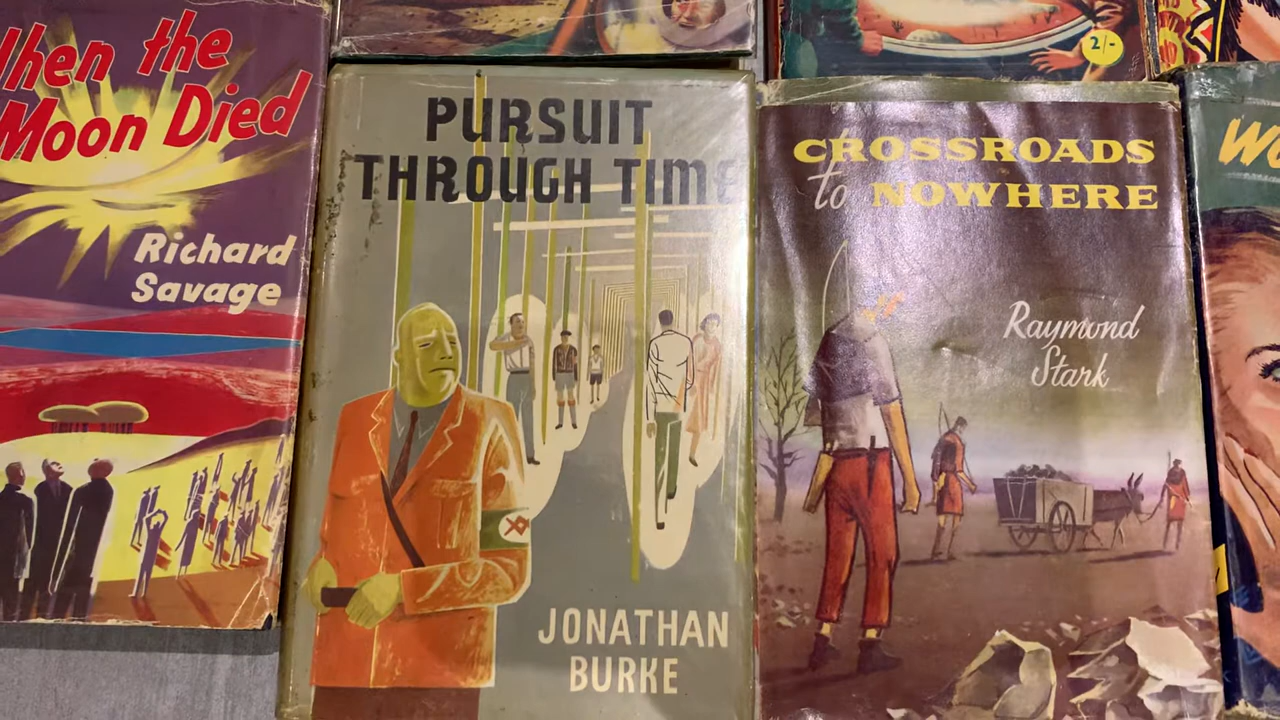 When the
Moon Died
Richard
Savage
PURSUIT
THROUGH TIME
JONATHAN
BURKE
2/-
CROSSROADS
to NOWHERE
Raymond
Stark